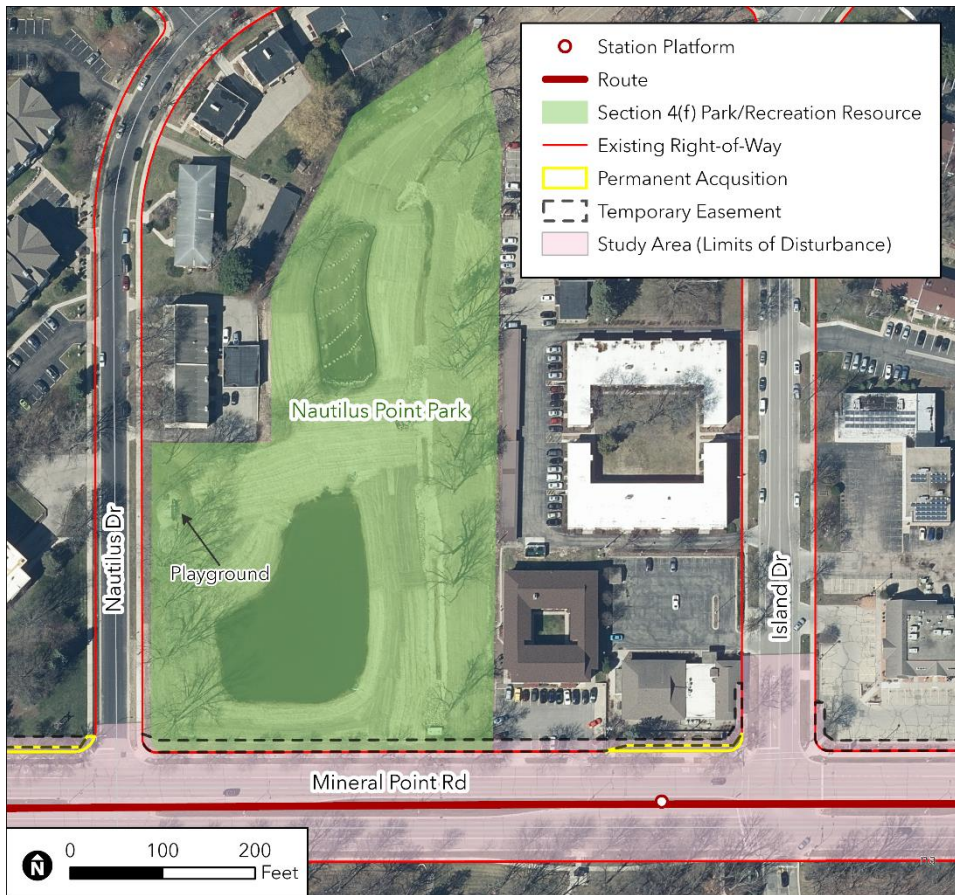 Station Platform
Route
Section 4(f) Park/Recreation Resource
Existing Right-of-Way
Permanent Acqusition
Temporary Easement
Study Area (Limits of Disturbance)
Nautilus Point Park
Playground
Nautilus Dr
Island Dr
Mineral Point Rd
N
0 100 200
Feet